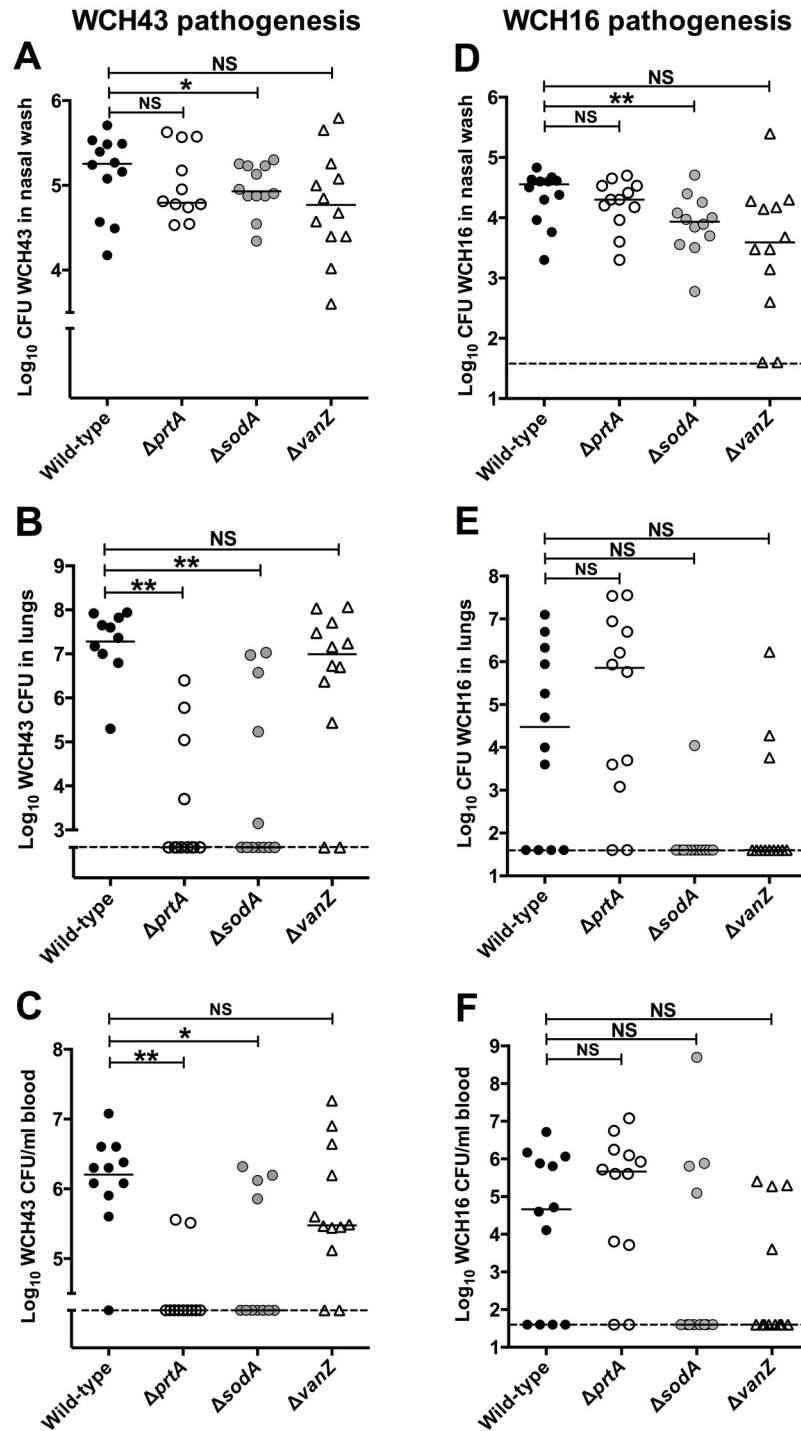 WCH43 pathogenesis
A
NS
*
NS
Log10 CFU WCH43 in nasal wash
6
5
4
Wild-type
ΔprtA
ΔsodA
ΔvanZ
B
NS
**
**
Log10 WCH43 CFU in lungs
9
8
7
6
5
4
3
Wild-type
ΔprtA
ΔsodA
ΔvanZ
C
NS
*
**
Log10 WCH43 CFU/ml blood
8
7
6
5
Wild-type
ΔprtA
ΔsodA
ΔvanZ
WCH16 pathogenesis
D
NS
**
NS
Log10 CFU WCH16 in nasal wash
6
5
4
3
2
1
Wild-type
ΔprtA
ΔsodA
ΔvanZ
E
NS
NS
NS
Log10 CFU WCH16 in lungs
8
7
6
5
4
3
2
1
Wild-type
ΔprtA
ΔsodA
ΔvanZ
F
NS
NS
NS
Log10 WCH16 CFU/ml blood
9
8
7
6
5
4
3
2
1
Wild-type
ΔprtA
ΔsodA
ΔvanZ